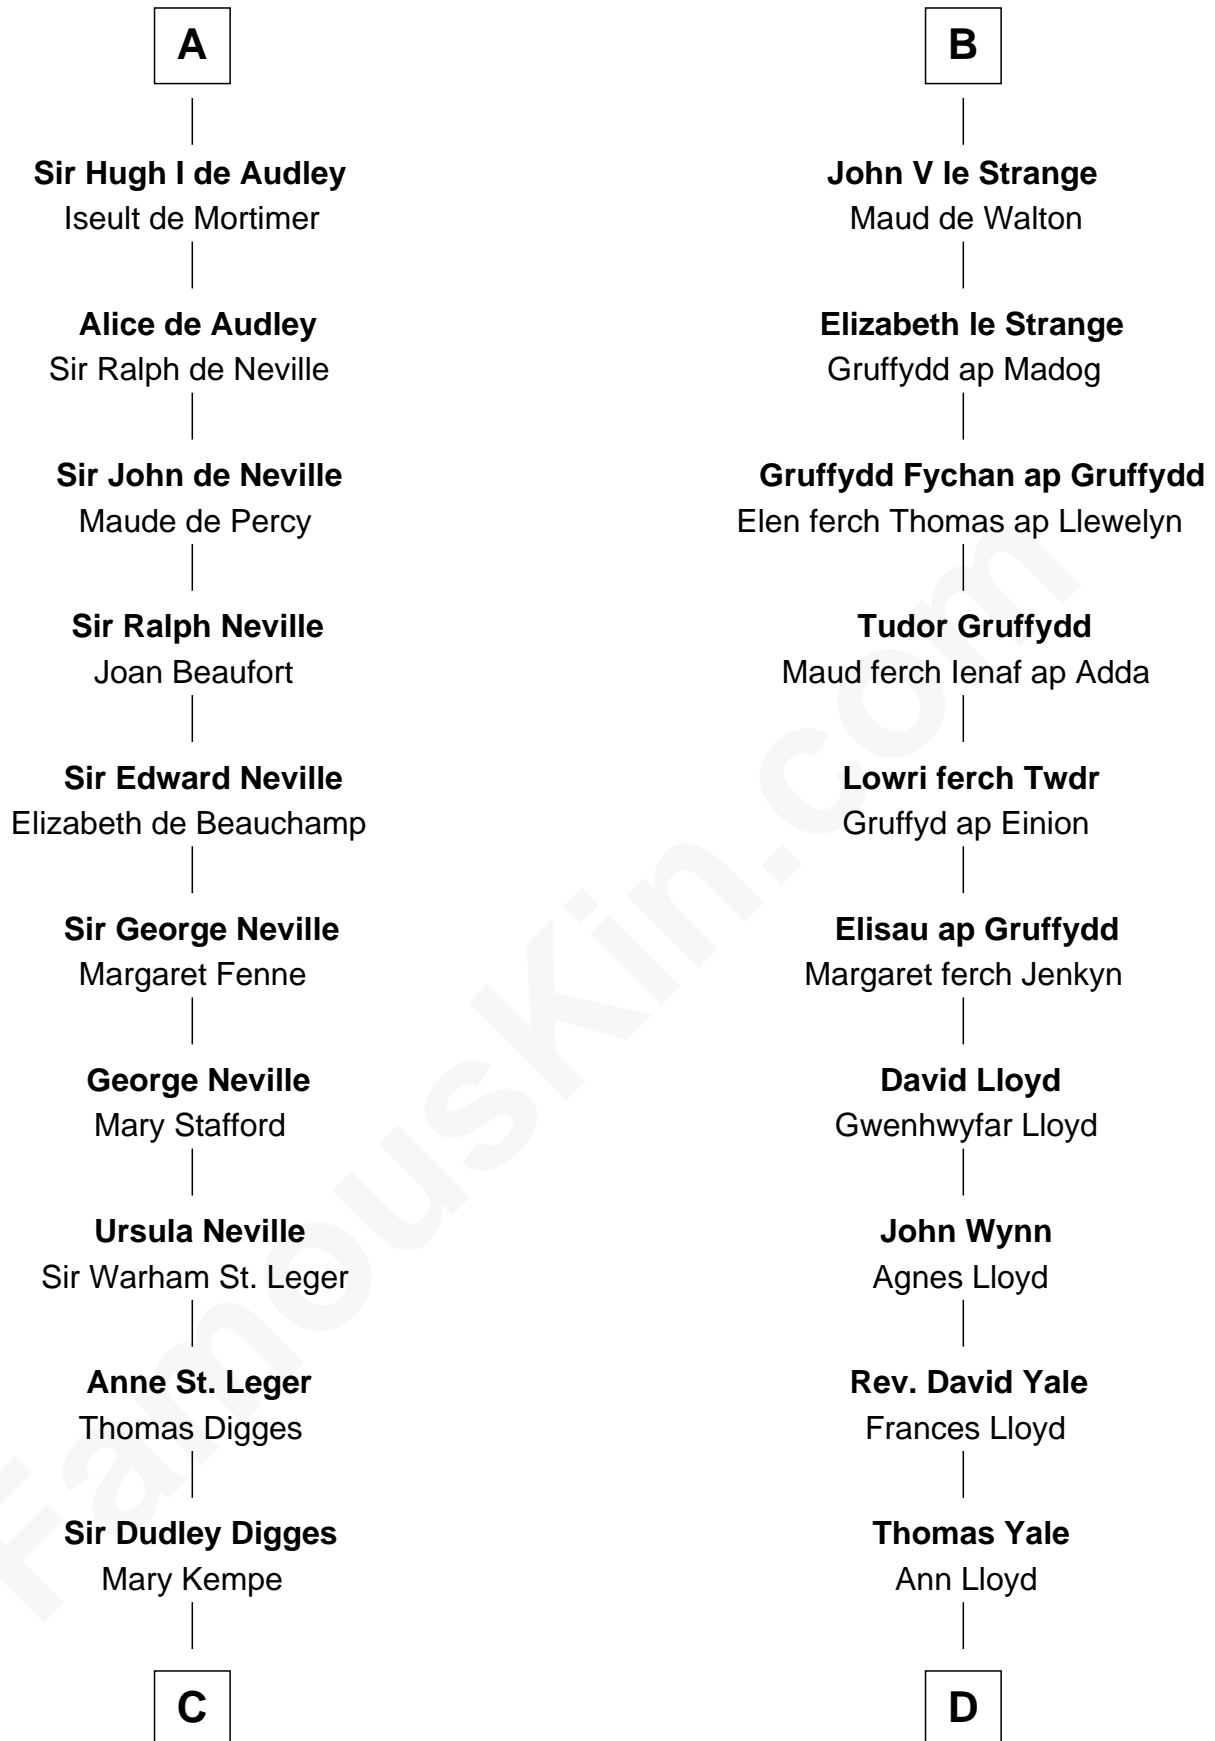 A
Sir Hugh I de Audley
Iseult de Mortimer
Alice de Audley
Sir Ralph de Neville
Sir John de Neville
Maude de Percy
Sir Ralph Neville
Joan Beaufort
Sir Edward Neville
Elizabeth de Beauchamp
Sir George Neville
Margaret Fenne
George Neville
Mary Stafford
Ursula Neville
Sir Warham St. Leger
Anne St. Leger
Thomas Digges
Sir Dudley Digges
Mary Kempe
C
B
John V le Strange
Maud de Walton
Elizabeth le Strange
Gruffydd ap Madog
Gruffydd Fychan ap Gruffydd
Elen ferch Thomas ap Llewelyn
Tudor Gruffydd
Maud ferch Ienaf ap Adda
Lowri ferch Twdr
Gruffyd ap Einion
Elisau ap Gruffydd
Margaret ferch Jenkyn
David Lloyd
Gwenhwyfar Lloyd
John Wynn
Agnes Lloyd
Rev. David Yale
Frances Lloyd
Thomas Yale
Ann Lloyd
D
FamousKin.com